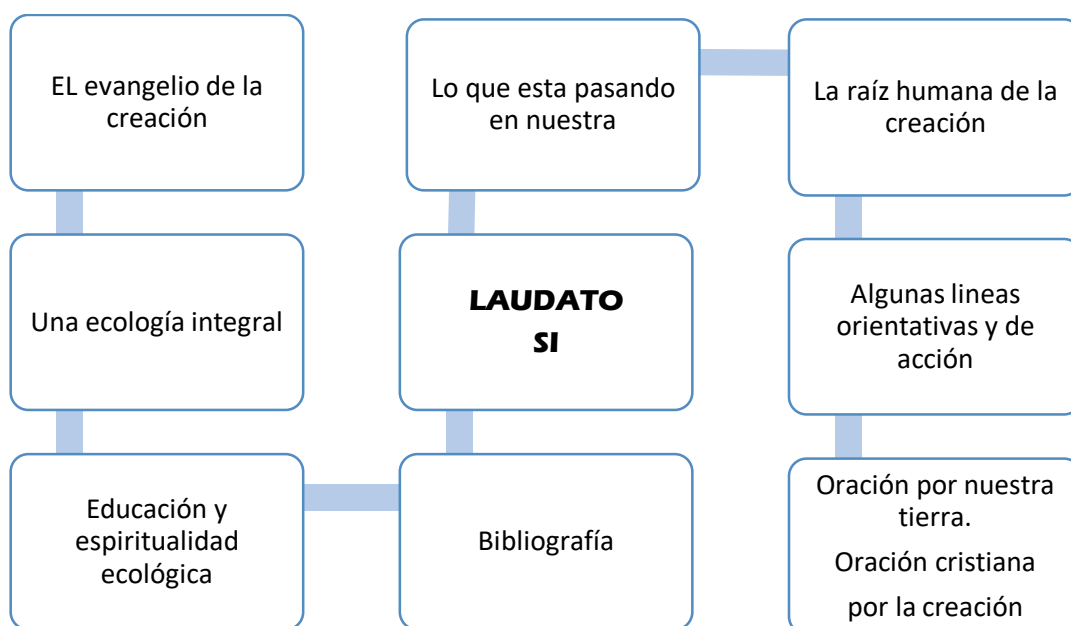 EL evangelio de la
creación
Una ecología integral
Educación y
espiritualidad
ecológica
Bibliografía
LAUDATO
SI
Lo que esta pasando
en nuestra
La raíz humana de la
creación
Algunas lineas
orientativas y de
acción
Oración por nuestra
tierra.
Oración cristiana
por la creación